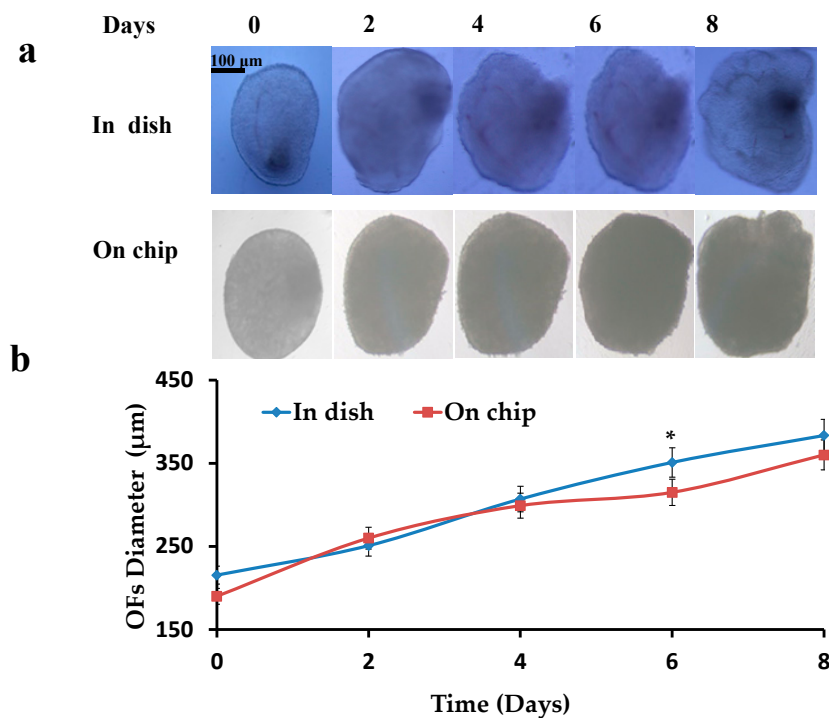 Days 0 2 4 6 8
a
100 µm
In dish
On chip
b
450
In dish On chip
*
350
250
150
OFs Diameter (µm)
0 2 4 6 8
Time (Days)